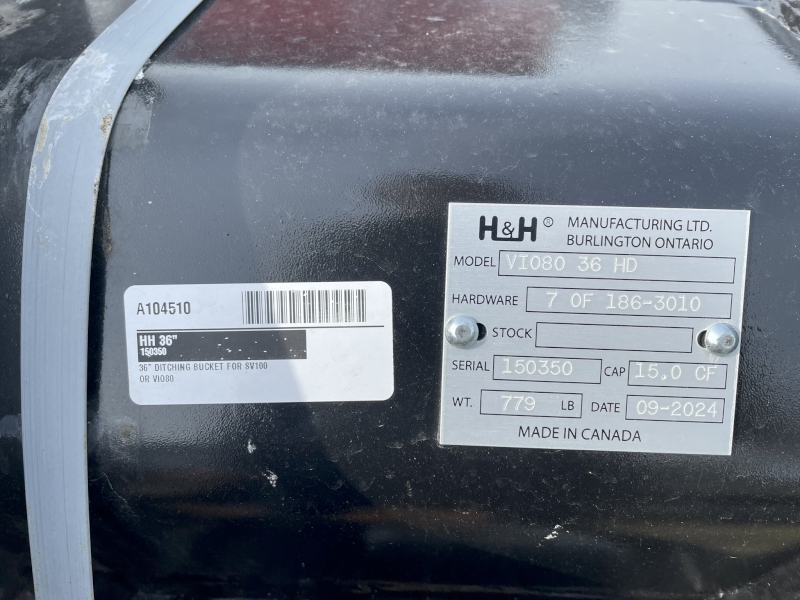 A104510
HH 36"
150350
36" DITCHING BUCKET FOR SV100
OR VIO80
H&H ® MANUFACTURING LTD.
BURLINGTON ONTARIO
MODEL VIO80 36 HD
HARDWARE 7 OF 186-3010
STOCK
SERIAL 150350 CAP 15.0 CF
WT. 779 LB DATE 09-2024
MADE IN CANADA